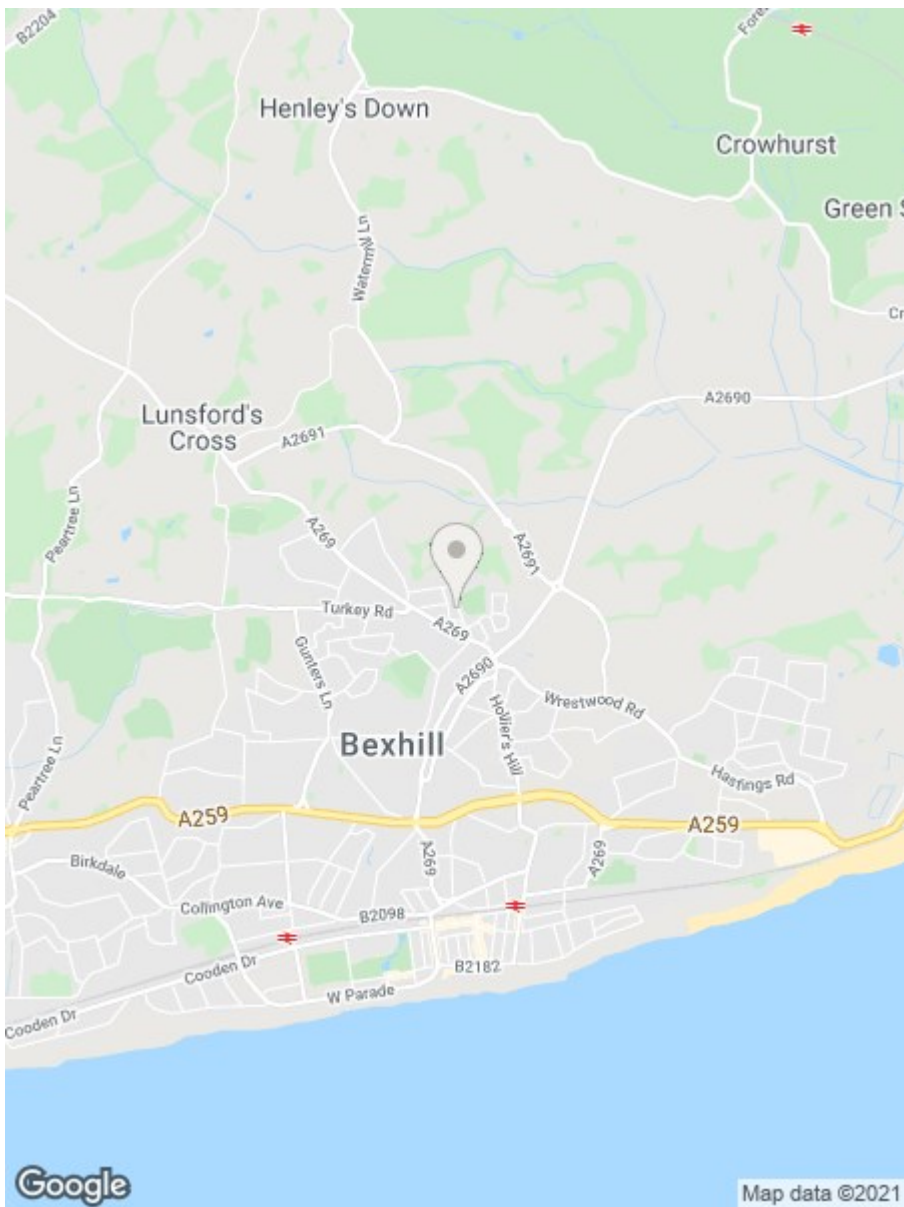 B2204
Fore
Henley's Down
Crowhurst
Green S
Watermill Ln
Cr
A2690
Lunsford's
Cross
A2691
Peartree Ln
A269
A2691
Turkey Rd
A269
Gunters Ln
A2690
Hollier's Hill
Wrestwood Rd
Bexhill
Peartree Ln
Hastings Rd
A259
A259
Birkdale
A269
A269
Collington Ave
B2098
Cooden Dr
B2182
W Parade
Cooden Dr
Google
Map data ©2021